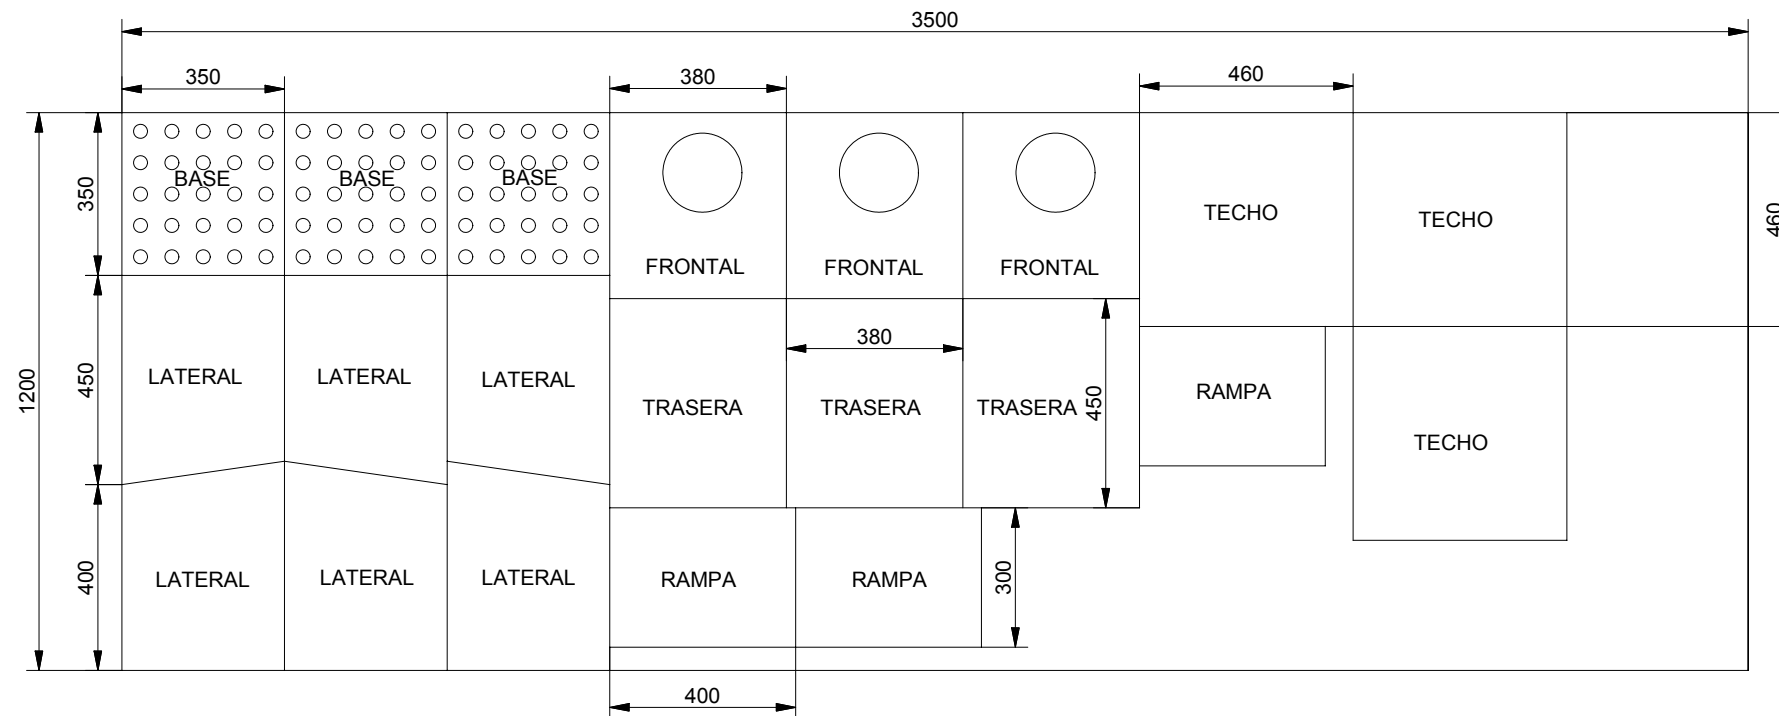 3500
350
380
460
BASE
BASE
BASE
350
TECHO
TECHO
460
FRONTAL
FRONTAL
FRONTAL
380
450
1200
LATERAL
LATERAL
LATERAL
TRASERA
TRASERA
TRASERA
450
RAMPA
TECHO
400
LATERAL
LATERAL
LATERAL
RAMPA
RAMPA
300
400